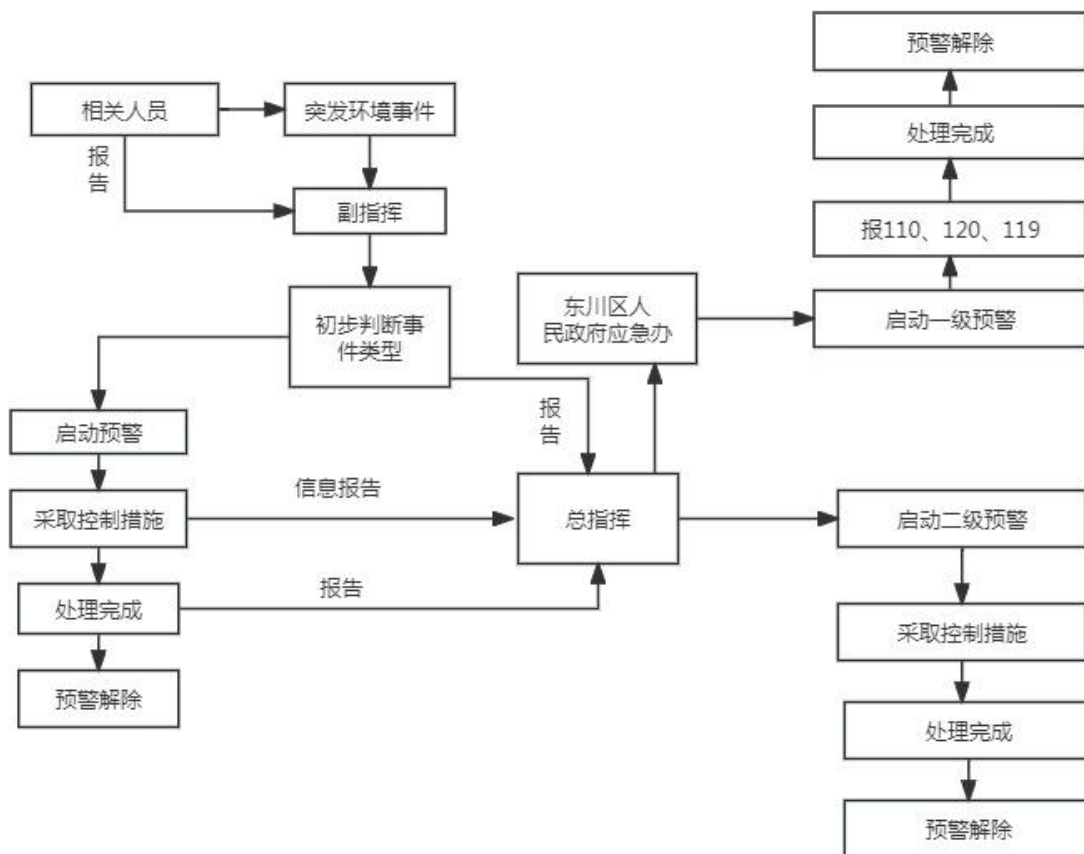 预警解除
相关人员
突发环境事件
处理完成
报
告
副指挥
报110、120、119
初步判断事
件类型
东川区人
民政府应急办
启动一级预警
启动预警
报
告
采取控制措施
信息报告
总指挥
启动二级预警
处理完成
报告
采取控制措施
预警解除
处理完成
预警解除